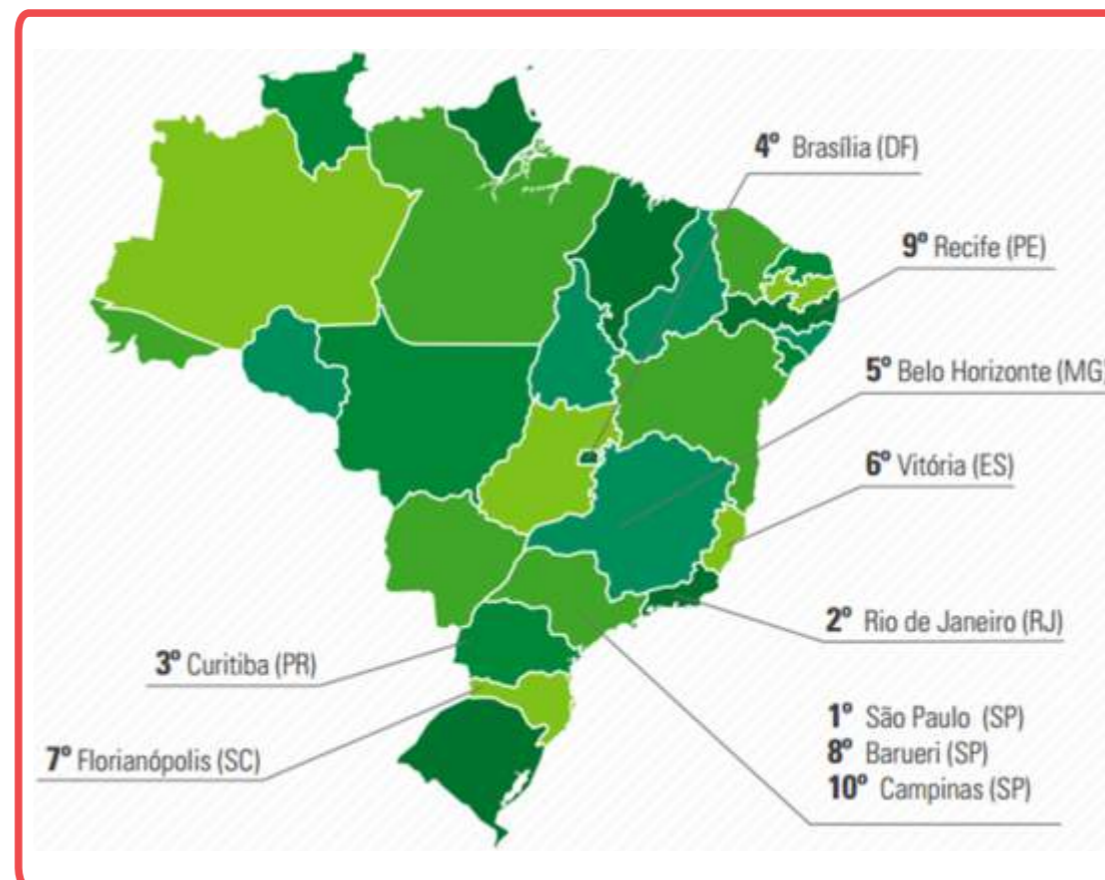 4º Brasília (DF)
9º Recife (PE)
5º Belo Horizonte (MG)
6º Vitória (ES)
2º Rio de Janeiro (RJ)
3º Curitiba (PR)
1º São Paulo (SP)
7º Florianópolis (SC)
8º Barueri (SP)
10º Campinas (SP)